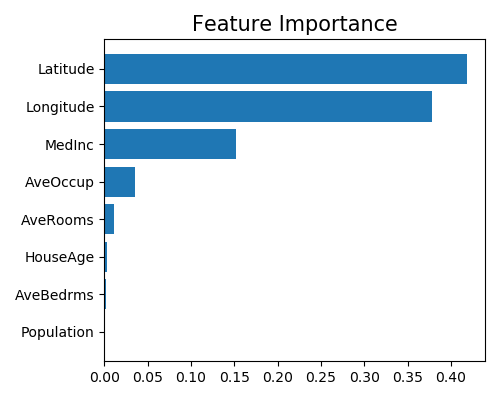 Feature Importance
Latitude
Longitude
MedInc
AveOccup
AveRooms
HouseAge
AveBedrms
Population
0.00 0.05 0.10 0.15 0.20 0.25 0.30 0.35 0.40